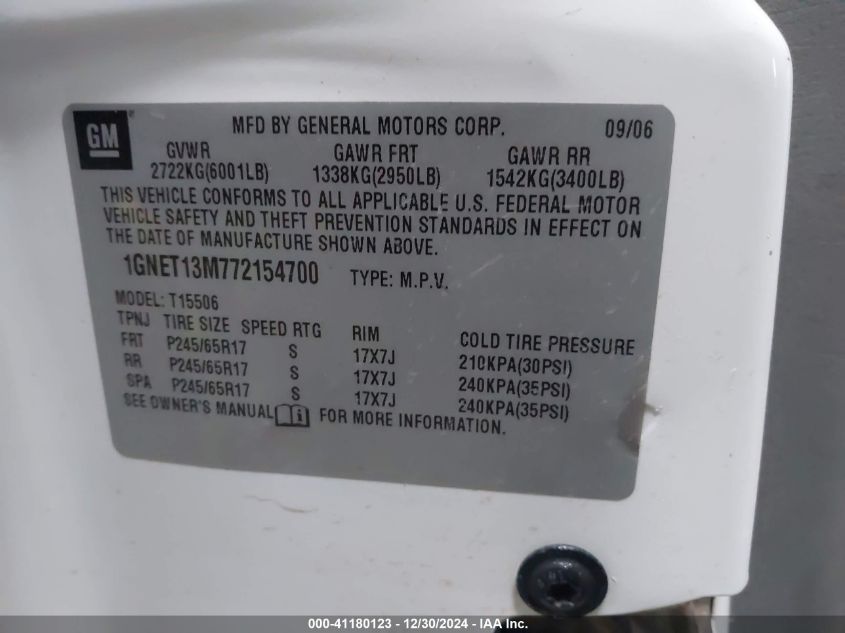 GM
MFD BY GENERAL MOTORS CORP. 09/06
GVWR GAWR FRT GAWR RR
2722KG(6001LB) 1338KG(2950LB) 1542KG(3400LB)
THIS VEHICLE CONFORMS TO ALL APPLICABLE U.S. FEDERAL MOTOR
VEHICLE SAFETY AND THEFT PREVENTION STANDARDS IN EFFECT ON
THE DATE OF MANUFACTURE SHOWN ABOVE.
1GNET13M772154700 TYPE: M.P.V.
MODEL: T15506
TPNJ TIRE SIZE SPEED RTG RIM COLD TIRE PRESSURE
FRT P245/65R17 S 17X7J 210KPA(30PSI)
RR P245/65R17 S 17X7J 240KPA(35PSI)
SPA P245/65R17 S 17X7J 240KPA(35PSI)
SEE OWNER'S MANUAL FOR MORE INFORMATION.
000-41180123 - 12/30/2024 - IAA Inc.